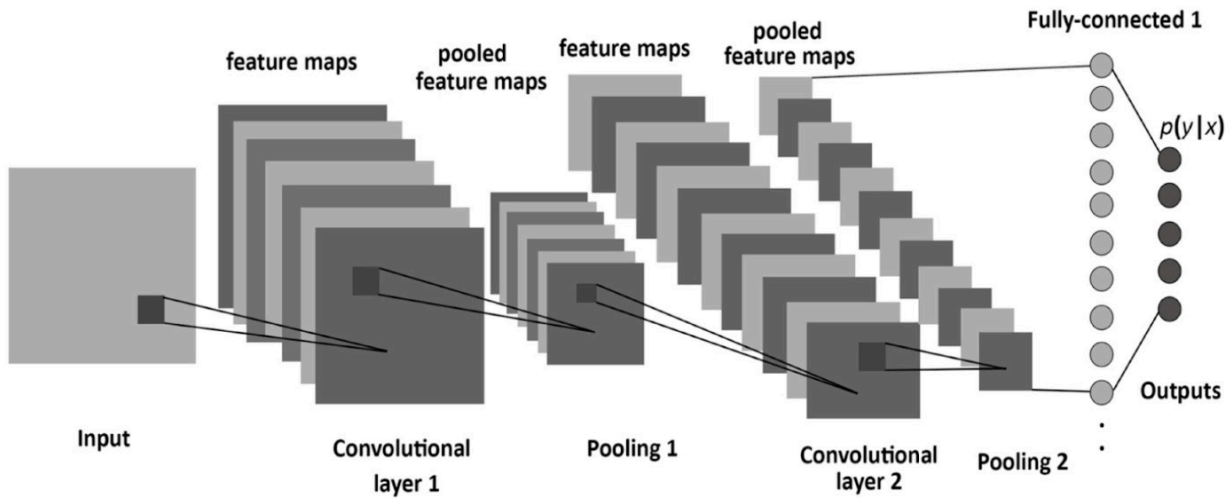 feature maps
pooled
feature maps
feature maps
pooled
feature maps
Fully-connected 1
p(y|x)
Outputs
Input
Convolutional
layer 1
Pooling 1
Convolutional
layer 2
Pooling 2